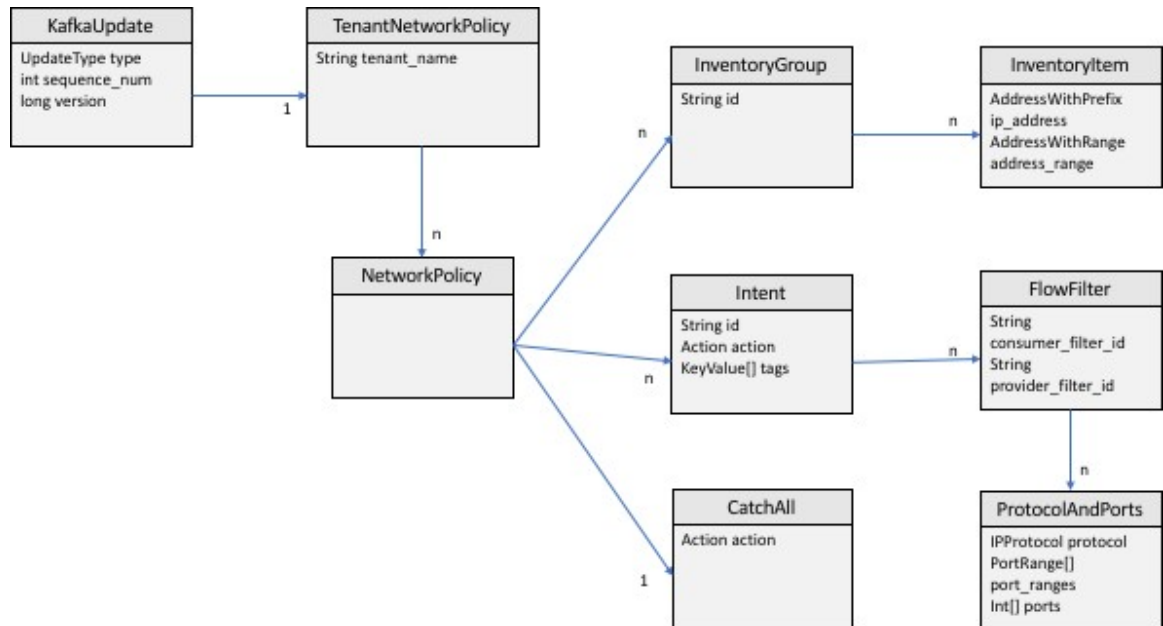 KafkaUpdate
UpdateType type
int sequence_num
long version
1
TenantNetworkPolicy
String tenant_name
n
NetworkPolicy
n
InventoryGroup
String id
n
InventoryItem
AddressWithPrefix
ip_address
AddressWithRange
address_range
n
Intent
String id
Action action
KeyValue[] tags
n
FlowFilter
String
consumer_filter_id
String
provider_filter_id
n
1
CatchAll
Action action
ProtocolAndPorts
IPProtocol protocol
PortRange[]
port_ranges
Int[] ports